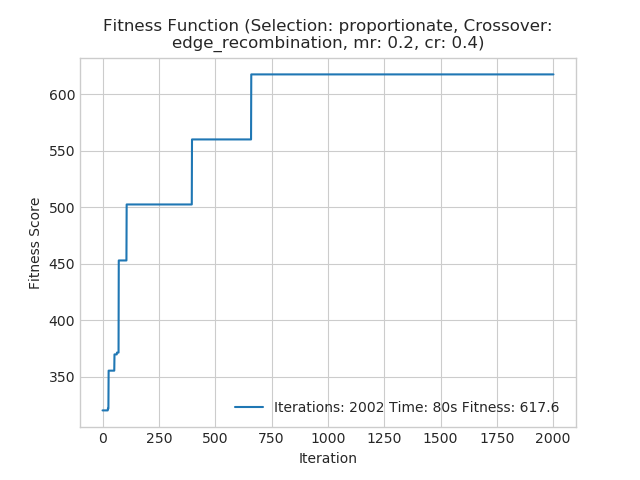 Fitness Function (Selection: proportionate, Crossover:
edge_recombination, mr: 0.2, cr: 0.4)
Fitness Score
600
550
500
450
400
350
Iterations: 2002 Time: 80s Fitness: 617.6
0 250 500 750 1000 1250 1500 1750 2000
Iteration